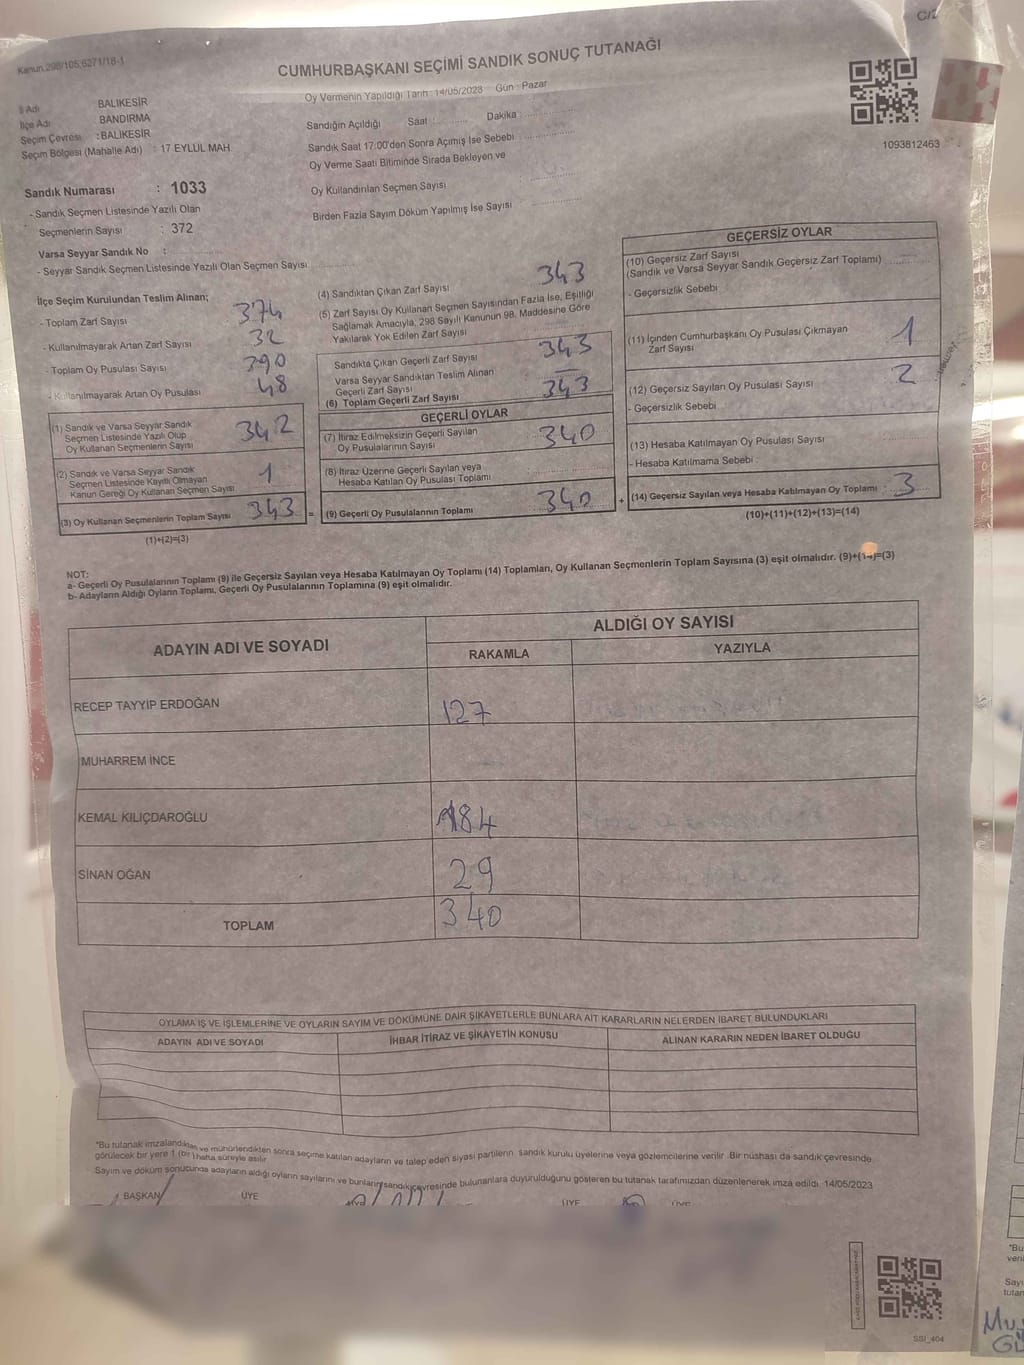 C/2
Kanun.298/105,6271/18-1
CUMHURBAŞKANI SEÇİMİ SANDIK SONUÇ TUTANAĞI
Oy Vermenin Yapıldığı Tarih : 14/05/2023 Gün : Pazar
İl Adı BALIKESİR
İlçe Adı BANDIRMA
Seçim Çevresi : BALIKESİR
Seçim Bölgesi (Mahalle Adı) : 17 EYLÜL MAH
Sandığın Açıldığı Saat : Dakika :
Sandık Saat 17:00'den Sonra Açımış İse Sebebi
Oy Verme Saati Bitiminde Sırada Bekleyen ve
Oy Kullandırılan Seçmen Sayısı
Birden Fazla Sayım Döküm Yapılmış İse Sayısı
1093812463
Sandık Numarası : 1033
- Sandık Seçmen Listesinde Yazılı Olan
Seçmenlerin Sayısı : 372
Varsa Seyyar Sandık No :
- Seyyar Sandık Seçmen Listesinde Yazılı Olan Seçmen Sayısı
İlçe Seçim Kurulundan Teslim Alınan;
- Toplam Zarf Sayısı 374
- Kullanılmayarak Artan Zarf Sayısı 32
- Toplam Oy Pusulası Sayısı 390
- Kullanılmayarak Artan Oy Pusulası 48
(1) Sandık ve Varsa Seyyar Sandık
Seçmen Listesinde Yazılı Olup
Oy Kullanan Seçmenlerin Sayısı 342
(2) Sandık ve Varsa Seyyar Sandık
Seçmen Listesinde Kayıtlı Olmayan
Kanun Gereği Oy Kullanan Seçmen Sayısı 1
(3) Oy Kullanan Seçmenlerin Toplam Sayısı 343 =
(1)+(2)=(3)
(4) Sandıktan Çıkan Zarf Sayısı 343
(5) Zarf Sayısı Oy Kullanan Seçmen Sayısından Fazla İse, Eşitliği
Sağlamak Amacıyla, 298 Sayılı Kanunun 98. Maddesine Göre
Yakılarak Yok Edilen Zarf Sayısı
Sandıkta Çıkan Geçerli Zarf Sayısı 343
Varsa Seyyar Sandıktan Teslim Alınan
Geçerli Zarf Sayısı —
(6) Toplam Geçerli Zarf Sayısı 343
GEÇERLİ OYLAR
(7) İtiraz Edilmeksizin Geçerli Sayılan
Oy Pusulalarının Sayısı 340
(8) İtiraz Üzerine Geçerli Sayılan veya
Hesaba Katılan Oy Pusulası Toplamı
(9) Geçerli Oy Pusulalarının Toplamı 340 +
GEÇERSİZ OYLAR
(10) Geçersiz Zarf Sayısı
(Sandık ve Varsa Seyyar Sandık Geçersiz Zarf Toplamı)
- Geçersizlik Sebebi
(11) İçinden Cumhurbaşkanı Oy Pusulası Çıkmayan
Zarf Sayısı 1
(12) Geçersiz Sayılan Oy Pusulası Sayısı 2
- Geçersizlik Sebebi
(13) Hesaba Katılmayan Oy Pusulası Sayısı
- Hesaba Katılmama Sebebi
(14) Geçersiz Sayılan veya Hesaba Katılmayan Oy Toplamı : 3
(10)+(11)+(12)+(13)=(14)
NOT:
a- Geçerli Oy Pusulalarının Toplamı (9) ile Geçersiz Sayılan veya Hesaba Katılmayan Oy Toplamı (14) Toplamları, Oy Kullanan Seçmenlerin Toplam Sayısına (3) eşit olmalıdır. (9)+(14)=(3)
b- Adayların Aldığı Oyların Toplamı, Geçerli Oy Pusulalarının Toplamına (9) eşit olmalıdır.
ADAYIN ADI VE SOYADI
ALDIĞI OY SAYISI
RAKAMLA YAZIYLA
RECEP TAYYİP ERDOĞAN 127
MUHARREM İNCE —
KEMAL KILIÇDAROĞLU 184
SİNAN OĞAN 29
TOPLAM 340
OYLAMA İŞ VE İŞLEMLERİNE VE OYLARIN SAYIM VE DÖKÜMÜNE DAİR ŞİKAYETLERLE BUNLARA AİT KARARLARIN NELERDEN İBARET BULUNDUKLARI
ADAYIN ADI VE SOYADI İHBAR İTİRAZ VE ŞİKAYETİN KONUSU ALINAN KARARIN NEDEN İBARET OLDUĞU
*Bu tutanak imzalandıktan ve mühürlendikten sonra seçime katılan adayların ve talep eden siyasi partilerin sandık kurulu üyelerine veya gözlemcilerine verilir. Bir nüshası da sandık çevresinde
görülecek bir yere 1 (bir) hafta süreyle asılır.
Sayım ve döküm sonucunda adayların aldığı oyların sayılarını ve bunların sandık çevresinde bulunanlara duyurulduğunu gösteren bu tutanak tarafımızdan düzenlenerek imza edildi. 14/05/2023
BAŞKAN ÜYE ÜYE ÜYE
SSI_404